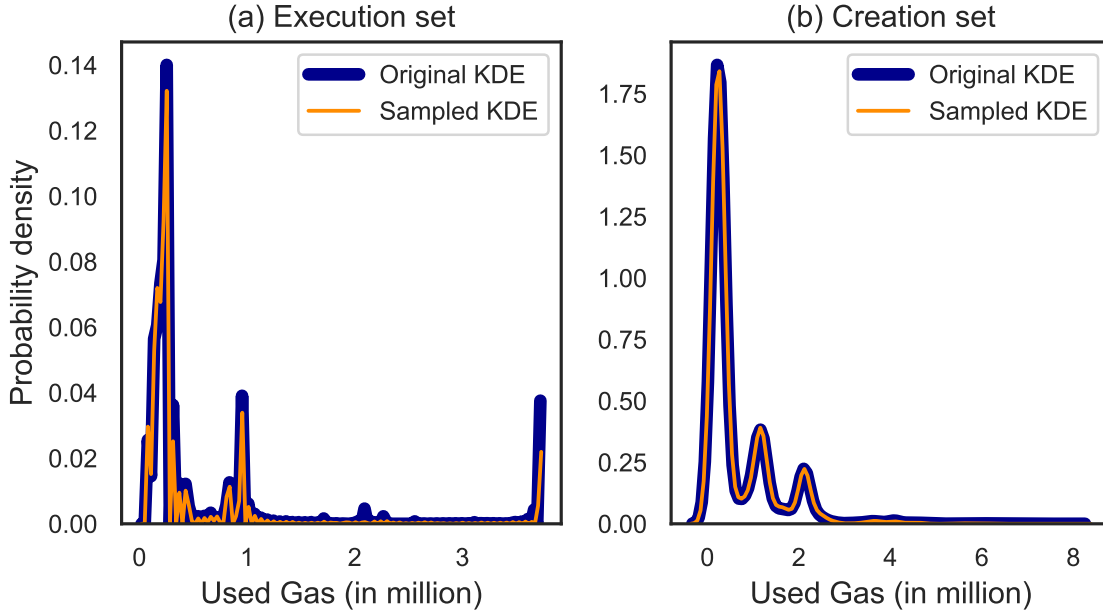 (a) Execution set
Probability density
0.14
0.12
0.10
0.08
0.06
0.04
0.02
0.00
Original KDE
Sampled KDE
0 1 2 3
Used Gas (in million)
(b) Creation set
1.75
1.50
1.25
1.00
0.75
0.50
0.25
0.00
Original KDE
Sampled KDE
0 2 4 6 8
Used Gas (in million)